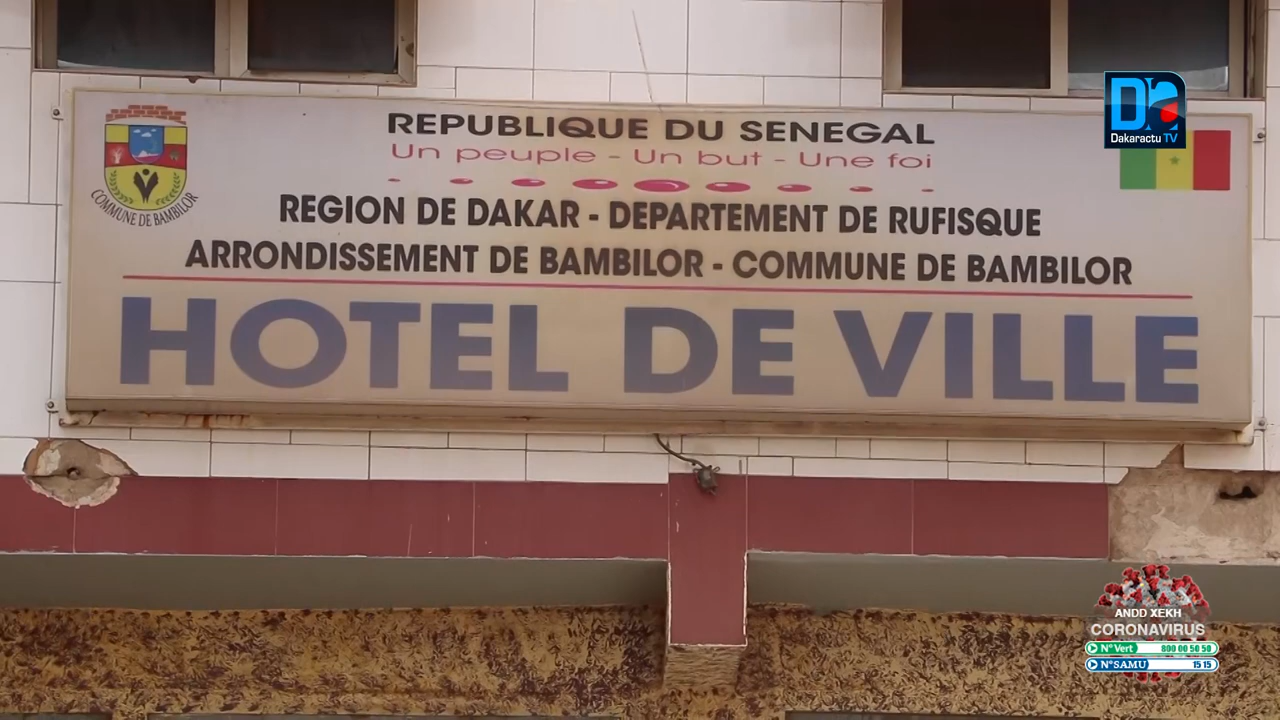 REPUBLIQUE DU SENEGAL
Un peuple - Un but - Une foi
REGION DE DAKAR - DEPARTEMENT DE RUFISQUE
ARRONDISSEMENT DE BAMBILOR - COMMUNE DE BAMBILOR
HOTEL DE VILLE
COMMUNE DE BAMBILOR
D
Dakaractu TV
ANDD XEKH
CORONAVIRUS
N° Vert 800 00 50 50
N° SAMU 15 15